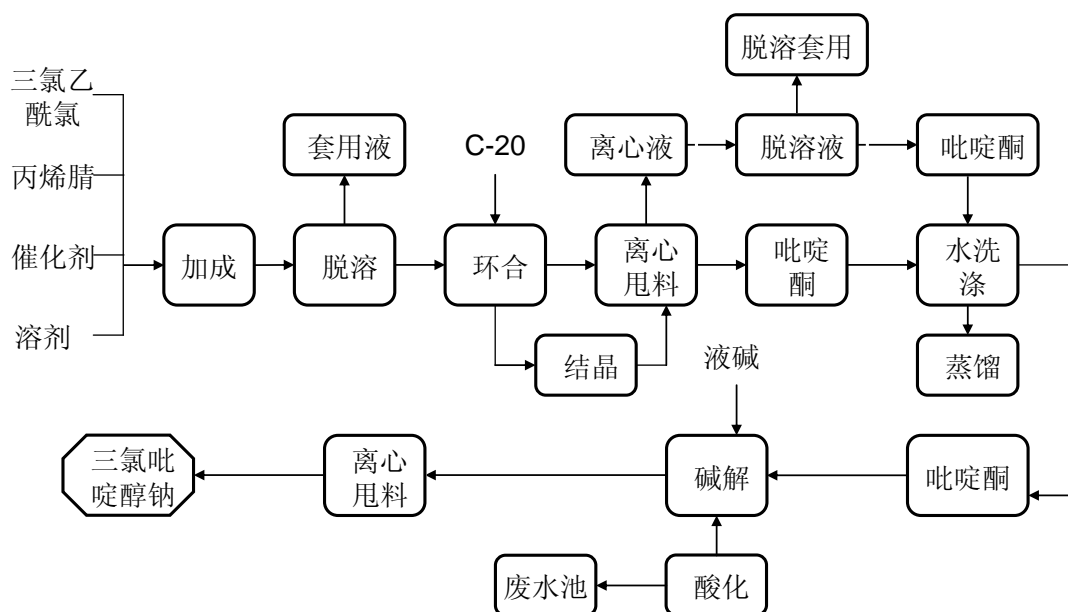 脱溶套用
三氯乙
酰氯
套用液
C-20
离心液
脱溶液
吡啶酮
丙烯腈
催化剂
加成
脱溶
环合
离心
甩料
吡啶
酮
水洗
涤
溶剂
结晶
液碱
蒸馏
三氯吡
啶醇钠
离心
甩料
碱解
吡啶酮
废水池
酸化